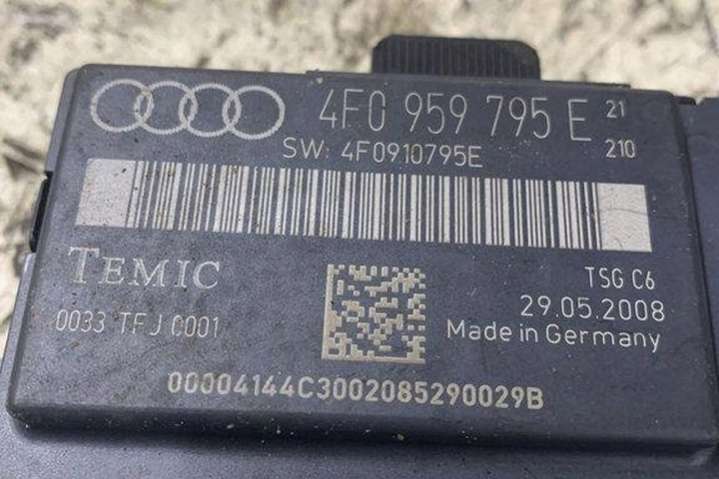 4F0 959 795 E 21
210
SW: 4F0910795E
TEMIC
TSG C6
29.05.2008
0033 TFJ C001
Made in Germany
00004144C3002085290029B